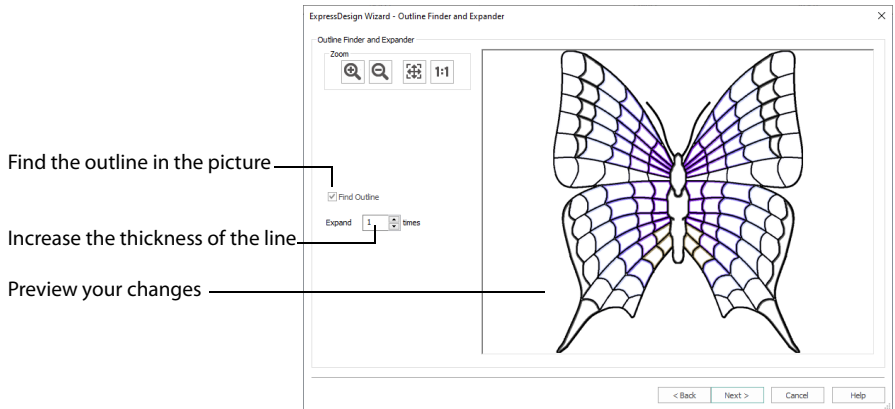 ExpressDesign Wizard - Outline Finder and Expander
Outline Finder and Expander
Zoom
1:1
Find the outline in the picture
Find Outline
Expand 1 times
Increase the thickness of the line
Preview your changes
< Back Next > Cancel Help